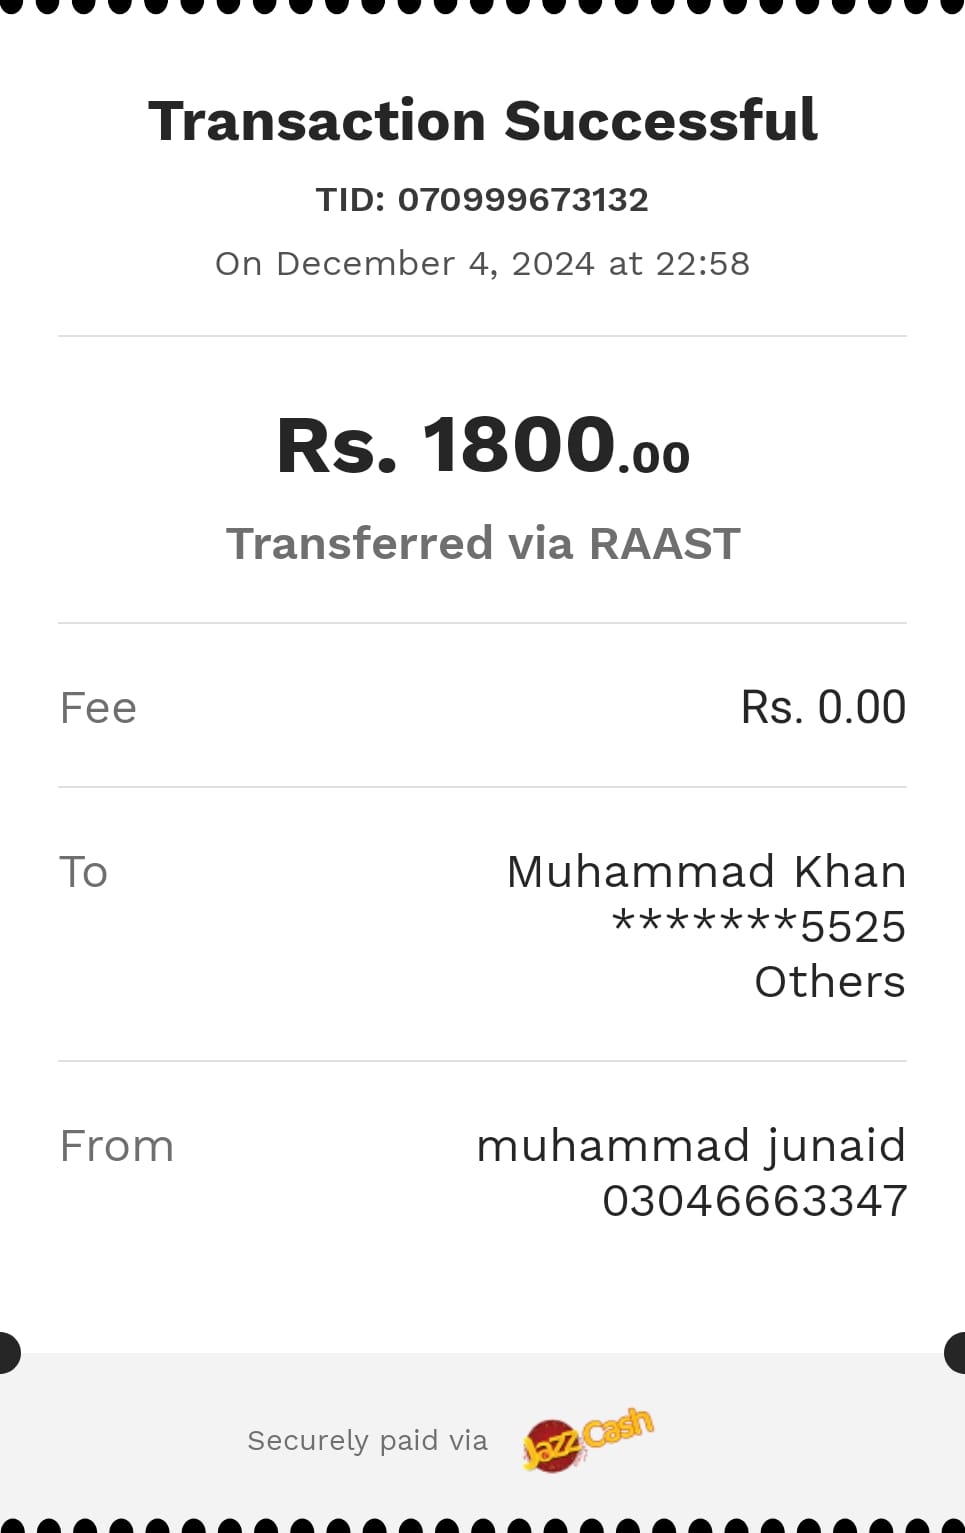 Transaction Successful
TID: 070999673132
On December 4, 2024 at 22:58
Rs. 1800.00
Transferred via RAAST
Fee
Rs. 0.00
To
Muhammad Khan
*******5525
Others
From
muhammad junaid
03046663347
Securely paid via
JazzCash